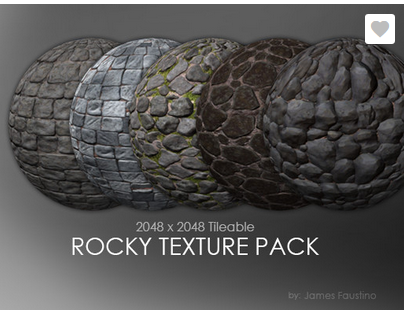 2048 x 2048 Tileable
ROCKY TEXTURE PACK
by: James Faustino